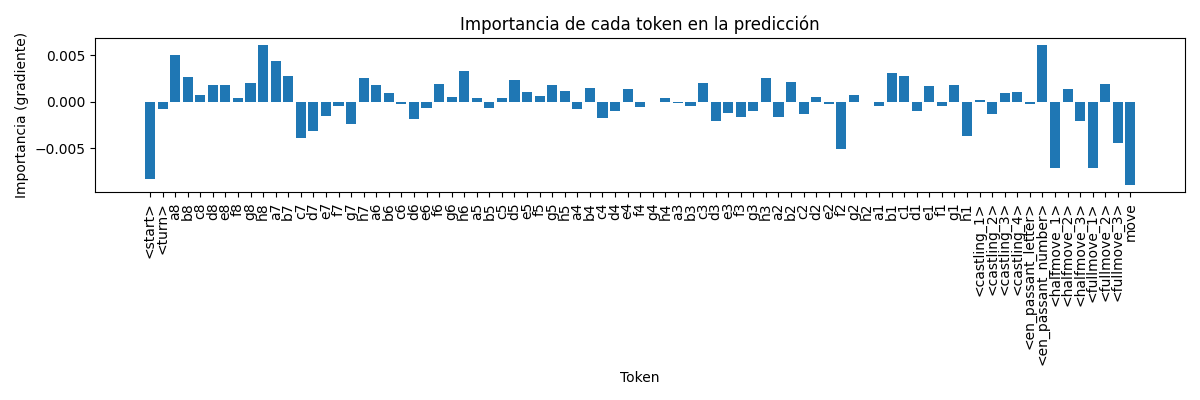 Importancia de cada token en la predicción
Importancia (gradiente)
0.005
0.000
−0.005
<start>
<turn>
a8
b8
c8
d8
e8
f8
g8
h8
a7
b7
c7
d7
e7
f7
g7
h7
a6
b6
c6
d6
e6
f6
g6
h6
a5
b5
c5
d5
e5
f5
g5
h5
a4
b4
c4
d4
e4
f4
g4
h4
a3
b3
c3
d3
e3
f3
g3
h3
a2
b2
c2
d2
e2
f2
g2
h2
a1
b1
c1
d1
e1
f1
g1
h1
<castling_1>
<castling_2>
<castling_3>
<castling_4>
<en_passant_letter>
<en_passant_number>
<halfmove_1>
<halfmove_2>
<halfmove_3>
<fullmove_1>
<fullmove_2>
<fullmove_3>
move
Token